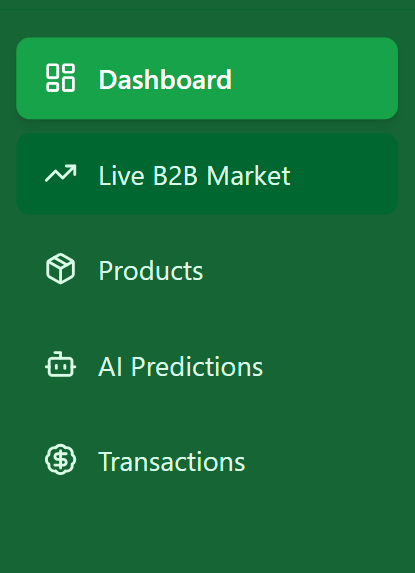 Dashboard
Live B2B Market
Products
AI Predictions
Transactions